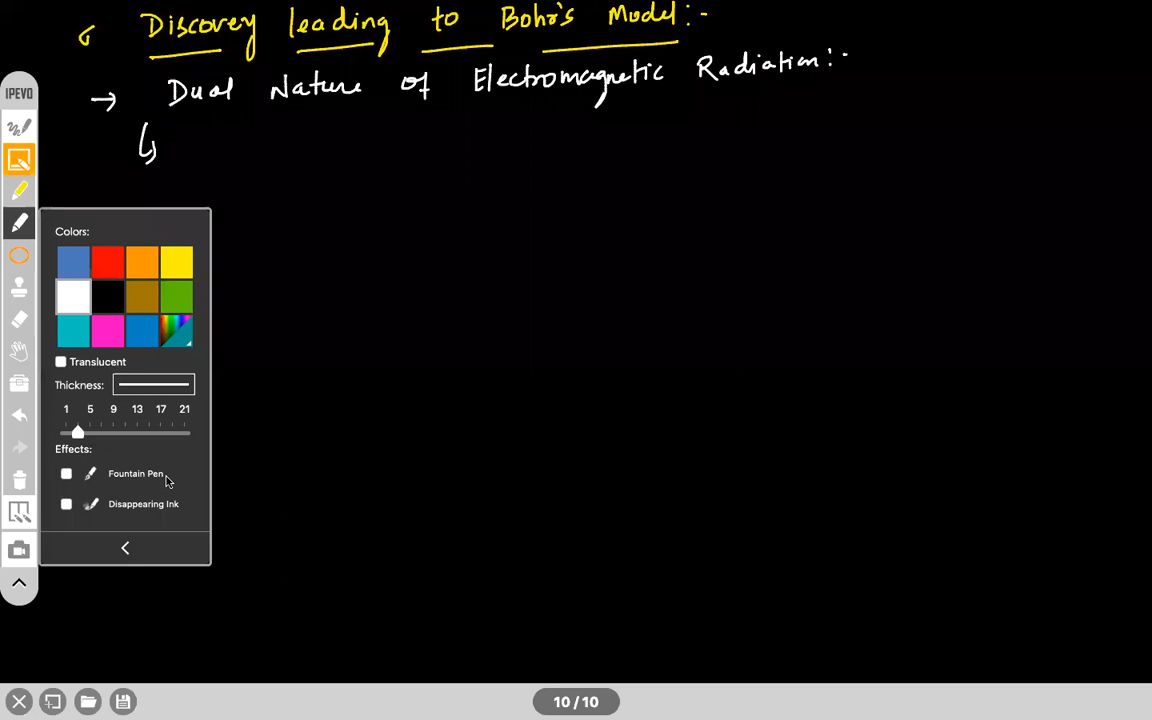 Discovery leading to Bohr's Model:-
→ Dual Nature of Electromagnetic Radiation:-
IPEVO
Colors:
Translucent
Thickness:
1 5 9 13 17 21
Effects:
Fountain Pen
Disappearing Ink
10/10